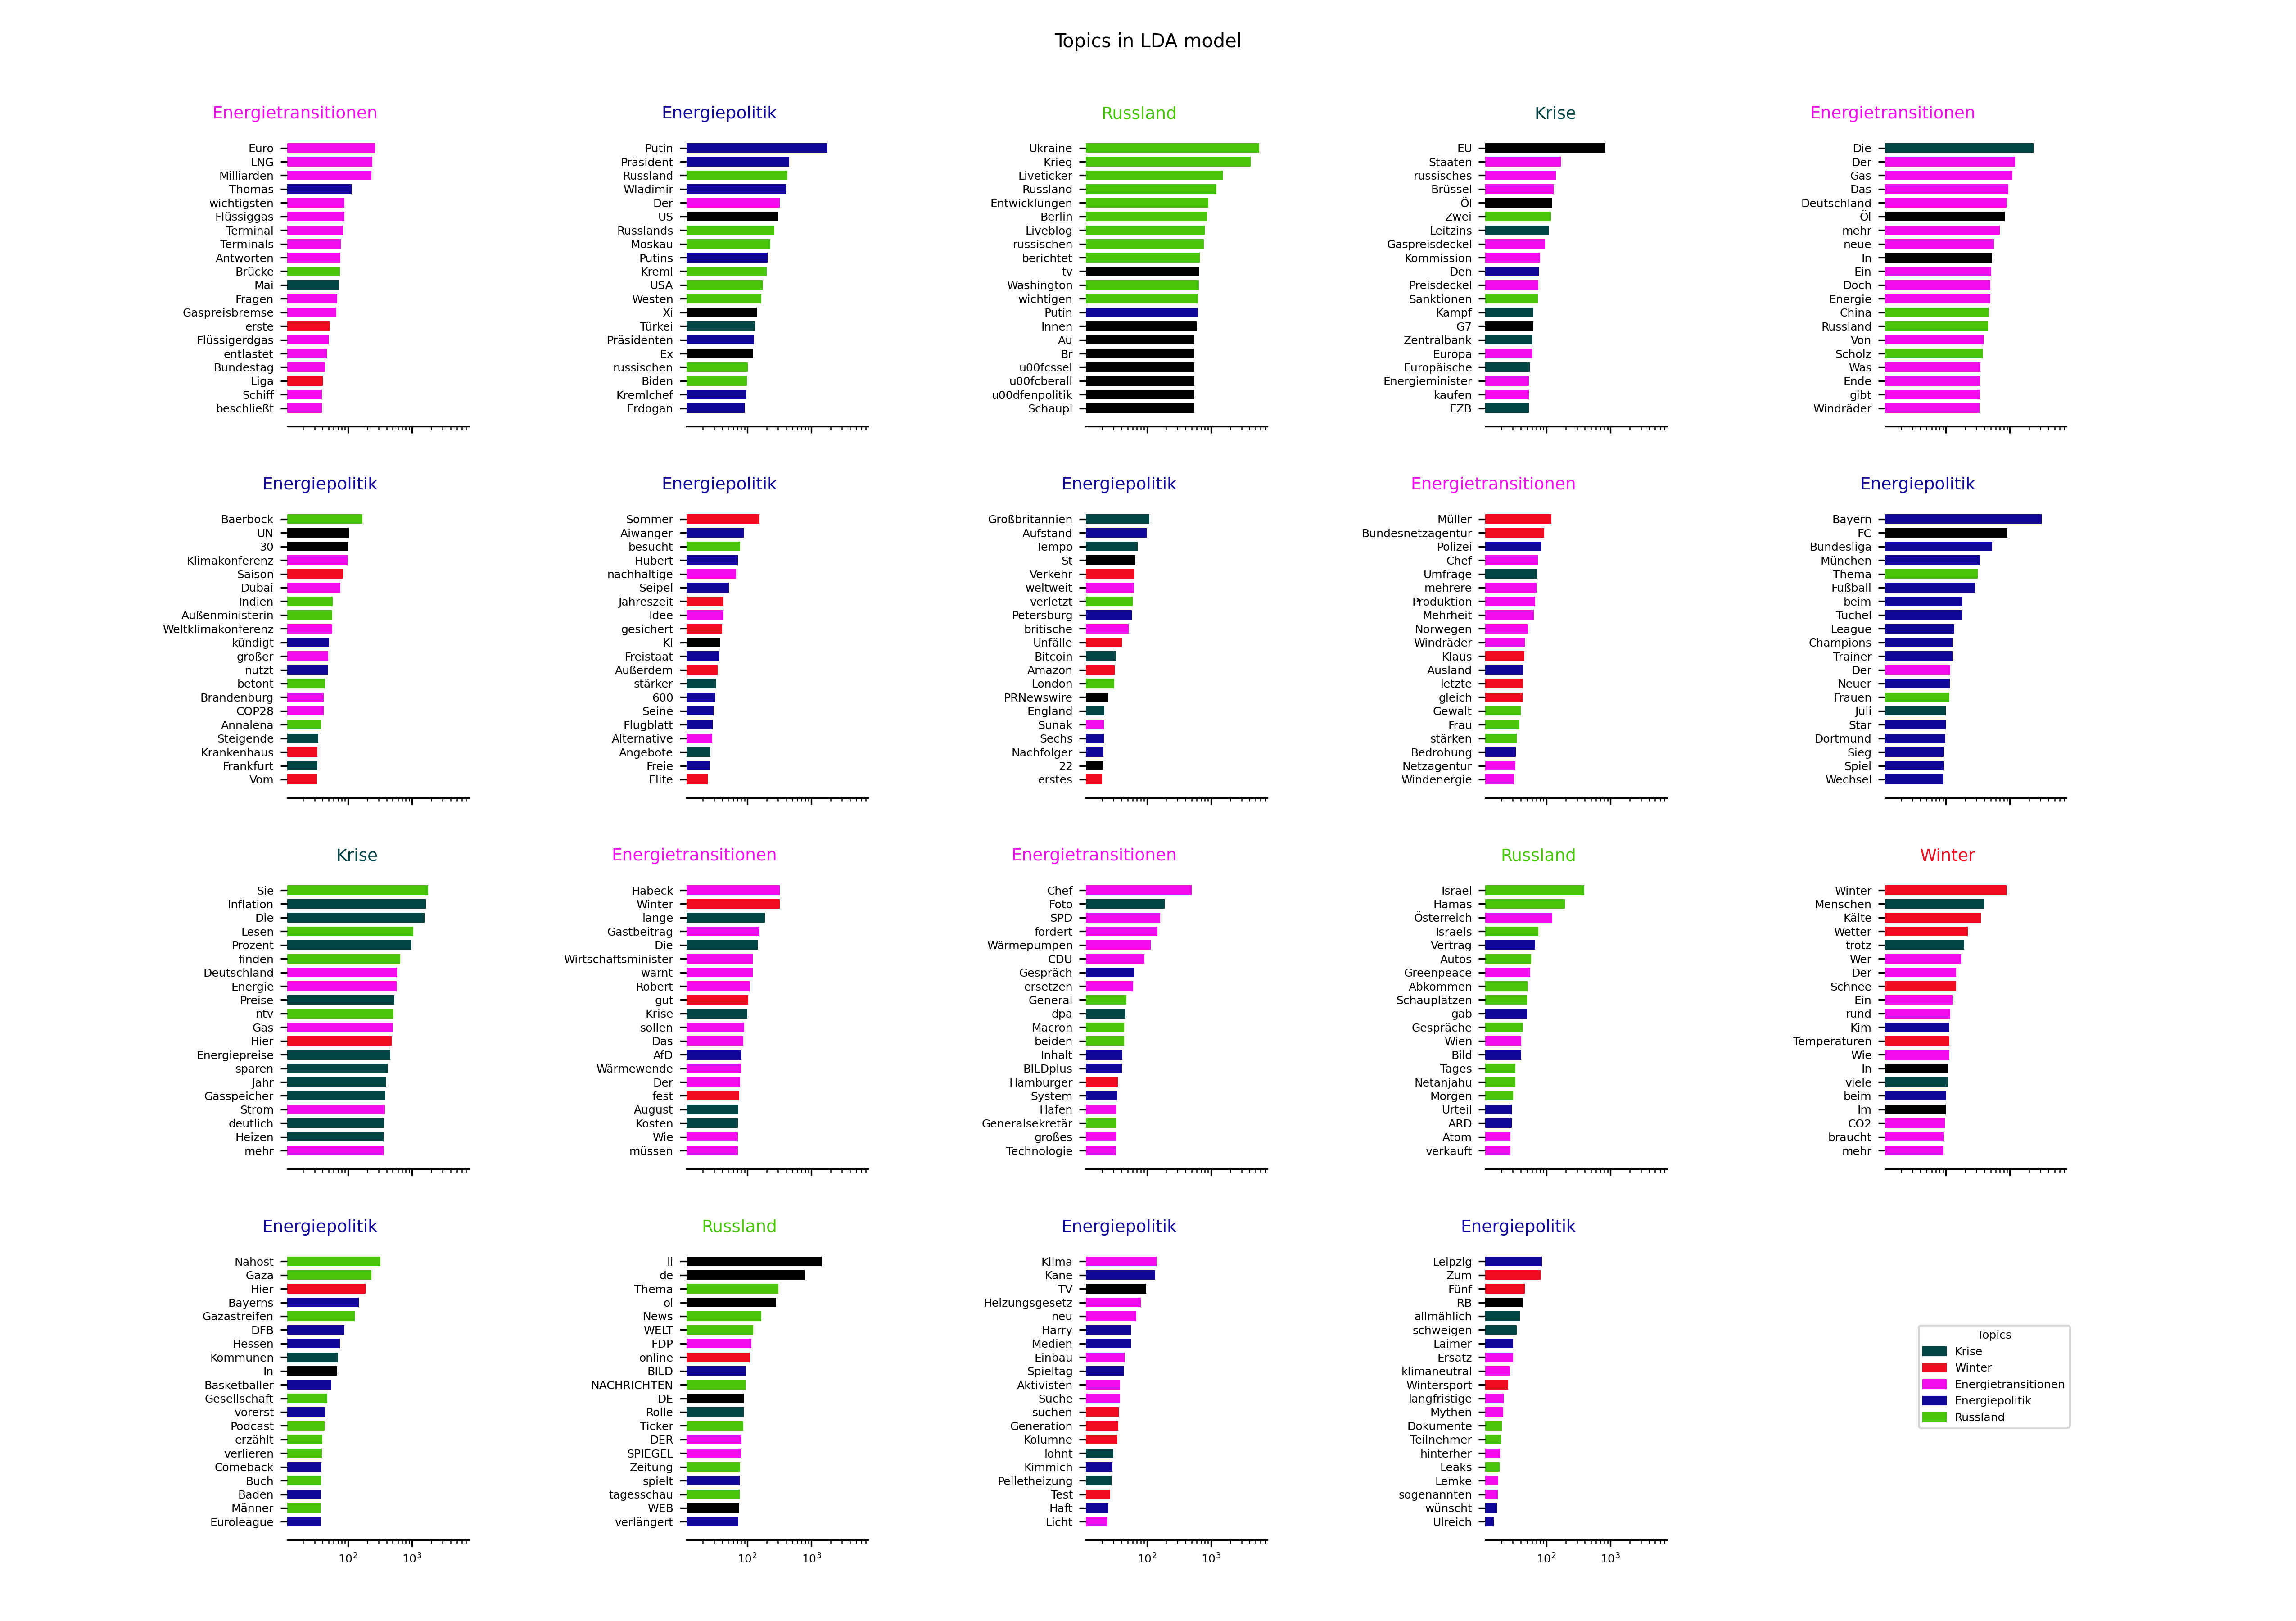 Topics in LDA model
Energietransitionen
Euro
LNG
Milliarden
Thomas
wichtigsten
Flüssiggas
Terminal
Terminals
Antworten
Brücke
Mai
Fragen
Gaspreisbremse
erste
Flüssigerdgas
entlastet
Bundestag
Liga
Schiff
beschließt
Energiepolitik
Putin
Präsident
Russland
Wladimir
Der
US
Russlands
Moskau
Putins
Kreml
USA
Westen
Xi
Türkei
Präsidenten
Ex
russischen
Biden
Kremlchef
Erdogan
Russland
Ukraine
Krieg
Liveticker
Russland
Entwicklungen
Berlin
Liveblog
russischen
berichtet
tv
Washington
wichtigen
Putin
Innen
Au
Br
u00fcssel
u00fcberall
u00dfenpolitik
Schaupl
Krise
EU
Staaten
russisches
Brüssel
Öl
Zwei
Leitzins
Gaspreisdeckel
Kommission
Den
Preisdeckel
Sanktionen
Kampf
G7
Zentralbank
Europa
Europäische
Energieminister
kaufen
EZB
Energietransitionen
Die
Der
Gas
Das
Deutschland
Öl
mehr
neue
In
Ein
Doch
Energie
China
Russland
Von
Scholz
Was
Ende
gibt
Windräder
Energiepolitik
Baerbock
UN
30
Klimakonferenz
Saison
Dubai
Indien
Außenministerin
Weltklimakonferenz
kündigt
großer
nutzt
betont
Brandenburg
COP28
Annalena
Steigende
Krankenhaus
Frankfurt
Vom
Energiepolitik
Sommer
Aiwanger
besucht
Hubert
nachhaltige
Seipel
Jahreszeit
Idee
gesichert
KI
Freistaat
Außerdem
stärker
600
Seine
Flugblatt
Alternative
Angebote
Freie
Elite
Energiepolitik
Großbritannien
Aufstand
Tempo
St
Verkehr
weltweit
verletzt
Petersburg
britische
Unfälle
Bitcoin
Amazon
London
PRNewswire
England
Sunak
Sechs
Nachfolger
22
erstes
Energietransitionen
Müller
Bundesnetzagentur
Polizei
Chef
Umfrage
mehrere
Produktion
Mehrheit
Norwegen
Windräder
Klaus
Ausland
letzte
gleich
Gewalt
Frau
stärken
Bedrohung
Netzagentur
Windenergie
Energiepolitik
Bayern
FC
Bundesliga
München
Thema
Fußball
beim
Tuchel
League
Champions
Trainer
Der
Neuer
Frauen
Juli
Star
Dortmund
Sieg
Spiel
Wechsel
Krise
Sie
Inflation
Die
Lesen
Prozent
finden
Deutschland
Energie
Preise
ntv
Gas
Hier
Energiepreise
sparen
Jahr
Gasspeicher
Strom
deutlich
Heizen
mehr
Energietransitionen
Habeck
Winter
lange
Gastbeitrag
Die
Wirtschaftsminister
warnt
Robert
gut
Krise
sollen
Das
AfD
Wärmewende
Der
fest
August
Kosten
Wie
müssen
Energietransitionen
Chef
Foto
SPD
fordert
Wärmepumpen
CDU
Gespräch
ersetzen
General
dpa
Macron
beiden
Inhalt
BILDplus
Hamburger
System
Hafen
Generalsekretär
großes
Technologie
Russland
Israel
Hamas
Österreich
Israels
Vertrag
Autos
Greenpeace
Abkommen
Schauplätzen
gab
Gespräche
Wien
Bild
Tages
Netanjahu
Morgen
Urteil
ARD
Atom
verkauft
Winter
Winter
Menschen
Kälte
Wetter
trotz
Wer
Der
Schnee
Ein
rund
Kim
Temperaturen
Wie
In
viele
beim
Im
CO2
braucht
mehr
Energiepolitik
Nahost
Gaza
Hier
Bayerns
Gazastreifen
DFB
Hessen
Kommunen
In
Basketballer
Gesellschaft
vorerst
Podcast
erzählt
verlieren
Comeback
Buch
Baden
Männer
Euroleague
10² 10³
Russland
li
de
Thema
ol
News
WELT
FDP
online
BILD
NACHRICHTEN
DE
Rolle
Ticker
DER
SPIEGEL
Zeitung
spielt
tagesschau
WEB
verlängert
10² 10³
Energiepolitik
Klima
Kane
TV
Heizungsgesetz
neu
Harry
Medien
Einbau
Spieltag
Aktivisten
Suche
suchen
Generation
Kolumne
lohnt
Kimmich
Pelletheizung
Test
Haft
Licht
10² 10³
Energiepolitik
Leipzig
Zum
Fünf
RB
allmählich
schweigen
Laimer
Ersatz
klimaneutral
Wintersport
langfristige
Mythen
Dokumente
Teilnehmer
hinterher
Leaks
Lemke
sogenannten
wünscht
Ulreich
10² 10³
Topics
Krise
Winter
Energietransitionen
Energiepolitik
Russland